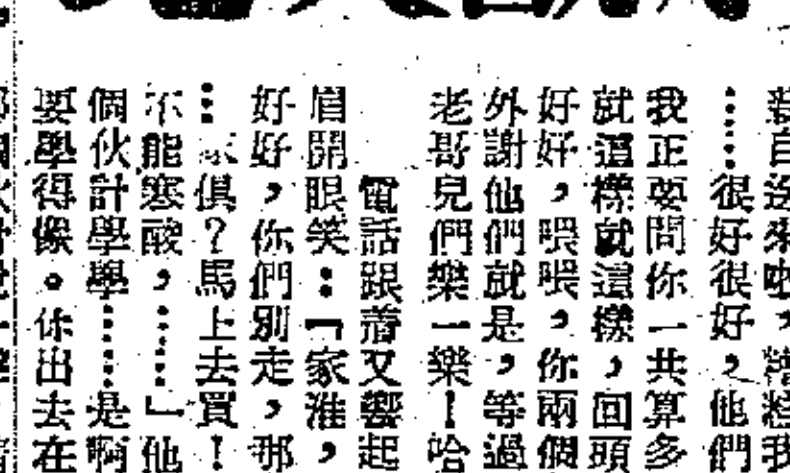 自送來啦，糟糕我
……很好很好，他們
我正要問你一共算多
就這樣就這樣，回頭
好好，喂喂，你兩個
外謝他們就是，等過
老哥兒們樂一樂！哈
電話跟着又響起
眉開眼笑：「家淮，
好好，你們別走，那
…俱？馬上去買！
不能寒酸，……」他
個伙計學學……是啊
要學得像。你出去在